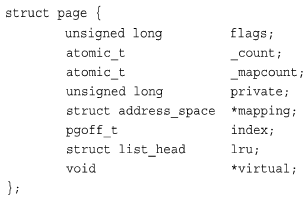 struct page {
        unsigned long         flags;
        atomic_t              _count;
        atomic_t              _mapcount;
        unsigned long         private;
        struct address_space  *mapping;
        pgoff_t               index;
        struct list_head      lru;
        void                  *virtual;
};